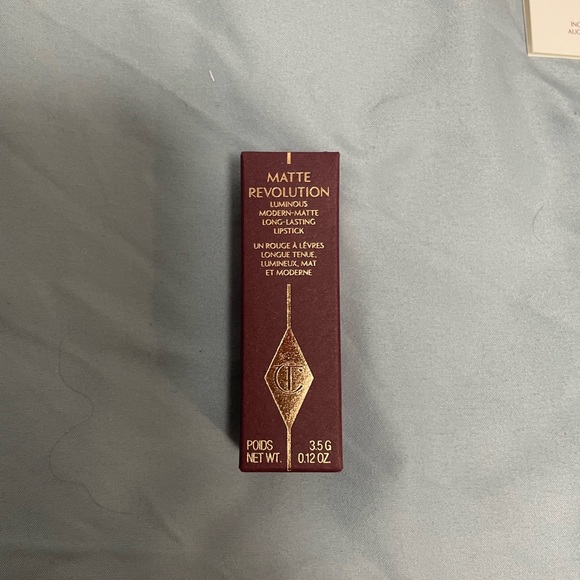 MATTE
REVOLUTION
LUMINOUS
MODERN-MATTE
LONG-LASTING
LIPSTICK
UN ROUGE À LÈVRES
LONGUE TENUE,
LUMINEUX, MAT
ET MODERNE
CT
POIDS 3.5 G
NET WT. 0.12 OZ.